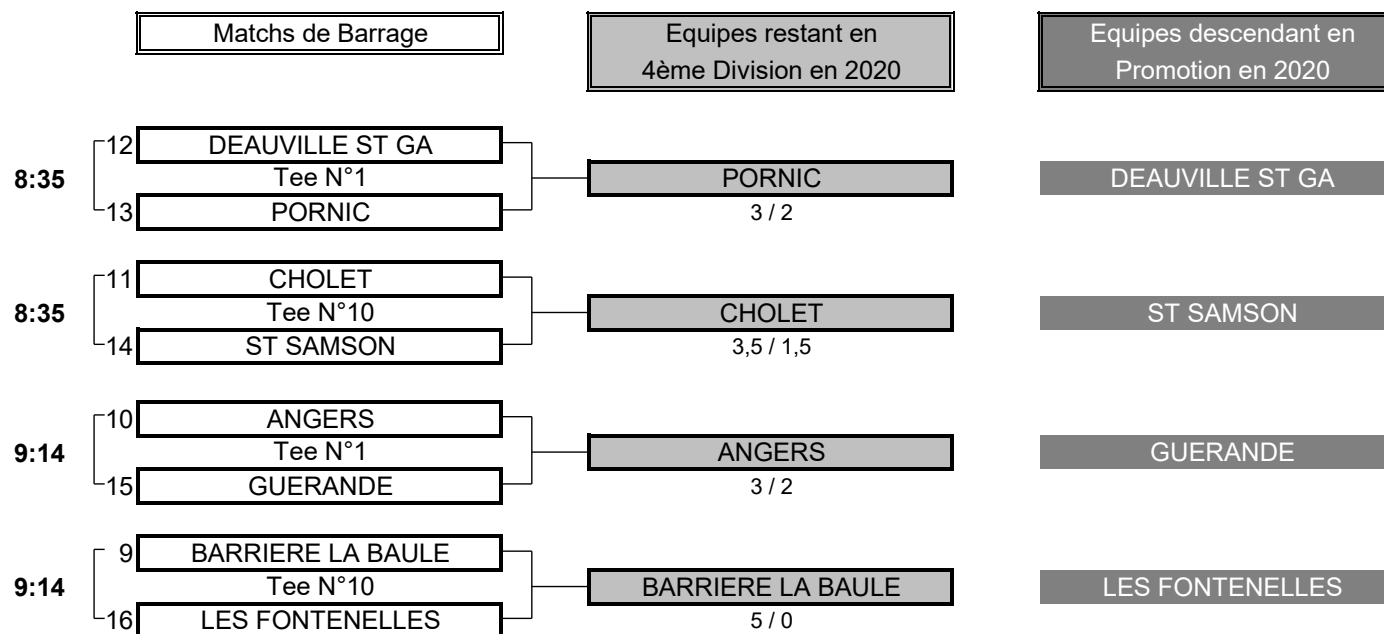 Matchs de Barrage
Equipes restant en
4ème Division en 2020
Equipes descendant en
Promotion en 2020
12 DEAUVILLE ST GA
8:35 Tee N°1 PORNIC DEAUVILLE ST GA
13 PORNIC 3 / 2
11 CHOLET
8:35 Tee N°10 CHOLET ST SAMSON
14 ST SAMSON 3,5 / 1,5
10 ANGERS
9:14 Tee N°1 ANGERS GUERANDE
15 GUERANDE 3 / 2
9 BARRIERE LA BAULE
9:14 Tee N°10 BARRIERE LA BAULE LES FONTENELLES
16 LES FONTENELLES 5 / 0